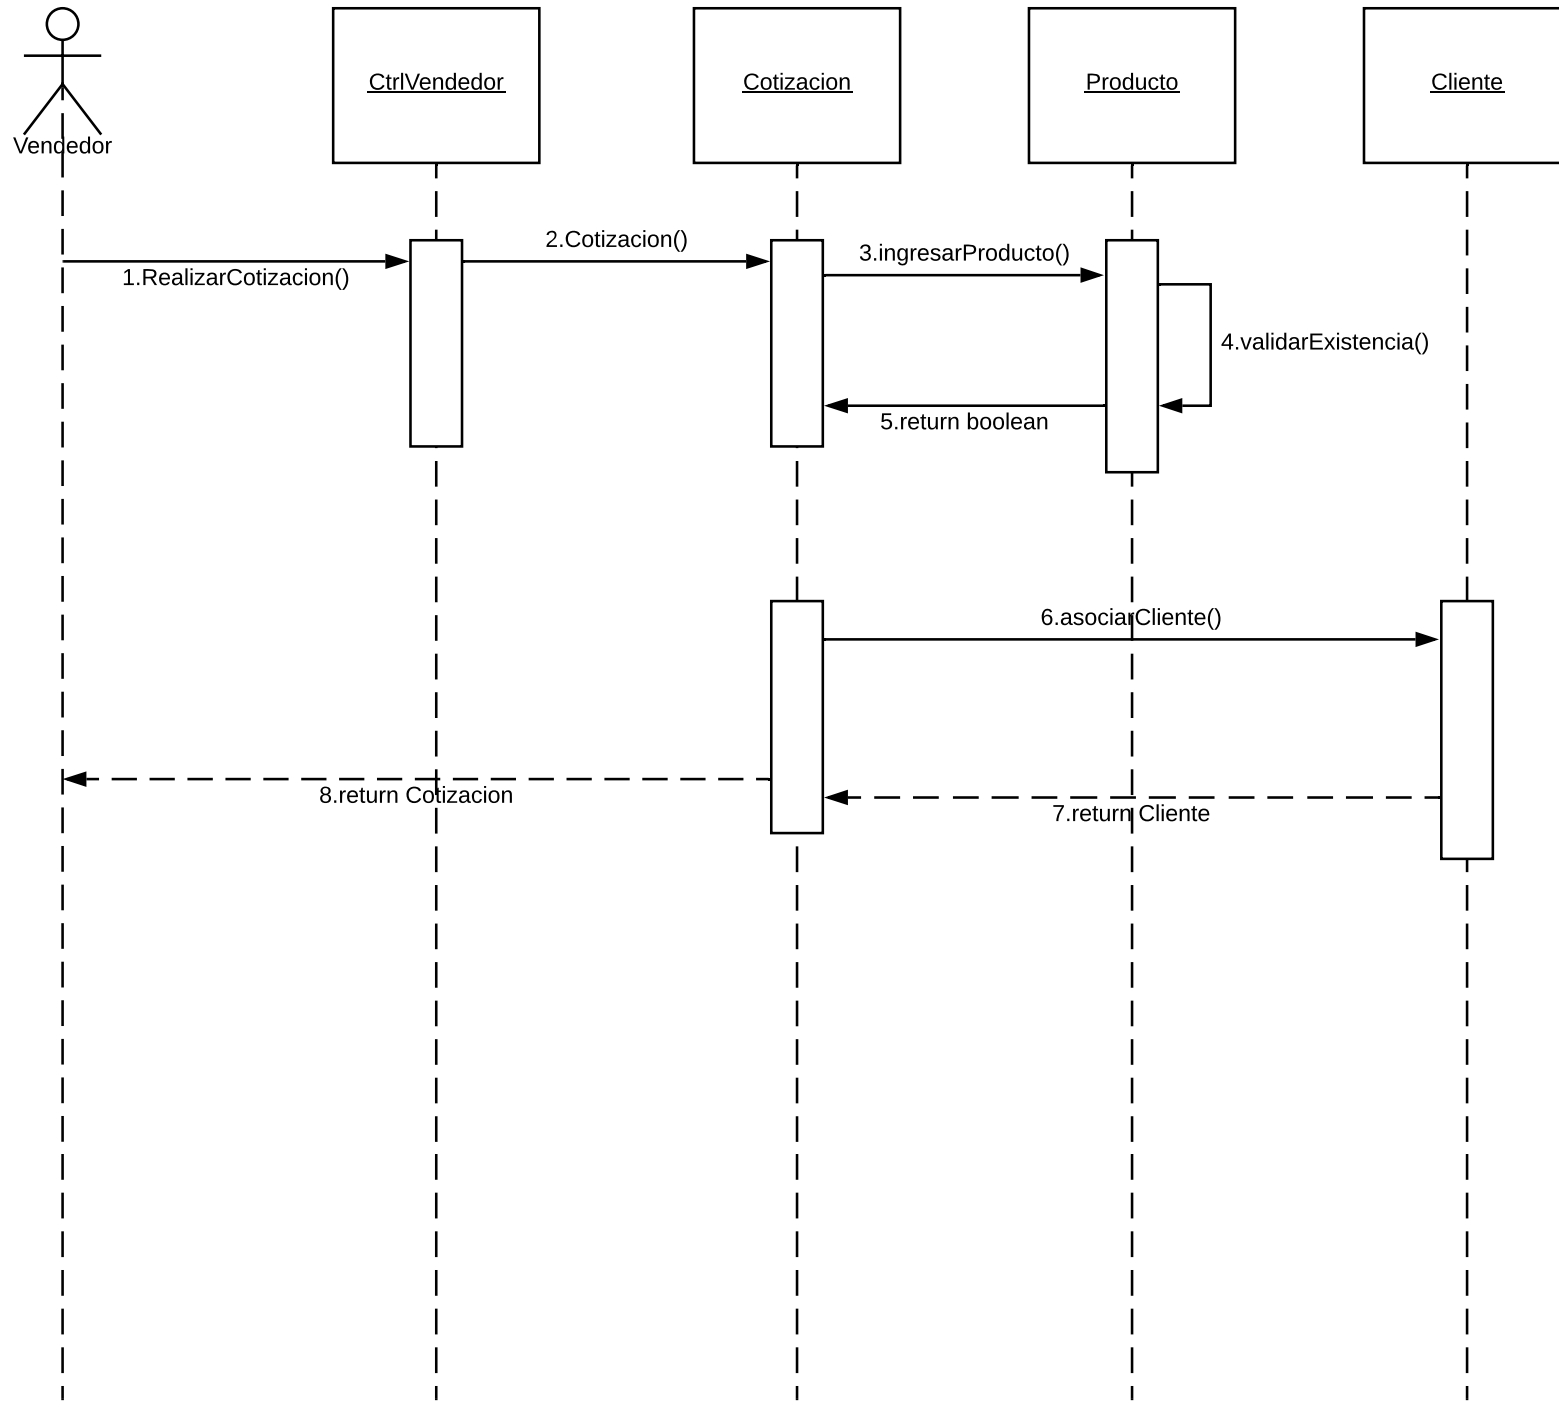 Vendedor
CtrlVendedor
Cotizacion
Producto
Cliente
1.RealizarCotizacion()
2.Cotizacion()
3.ingresarProducto()
4.validarExistencia()
5.return boolean
6.asociarCliente()
7.return Cliente
8.return Cotizacion